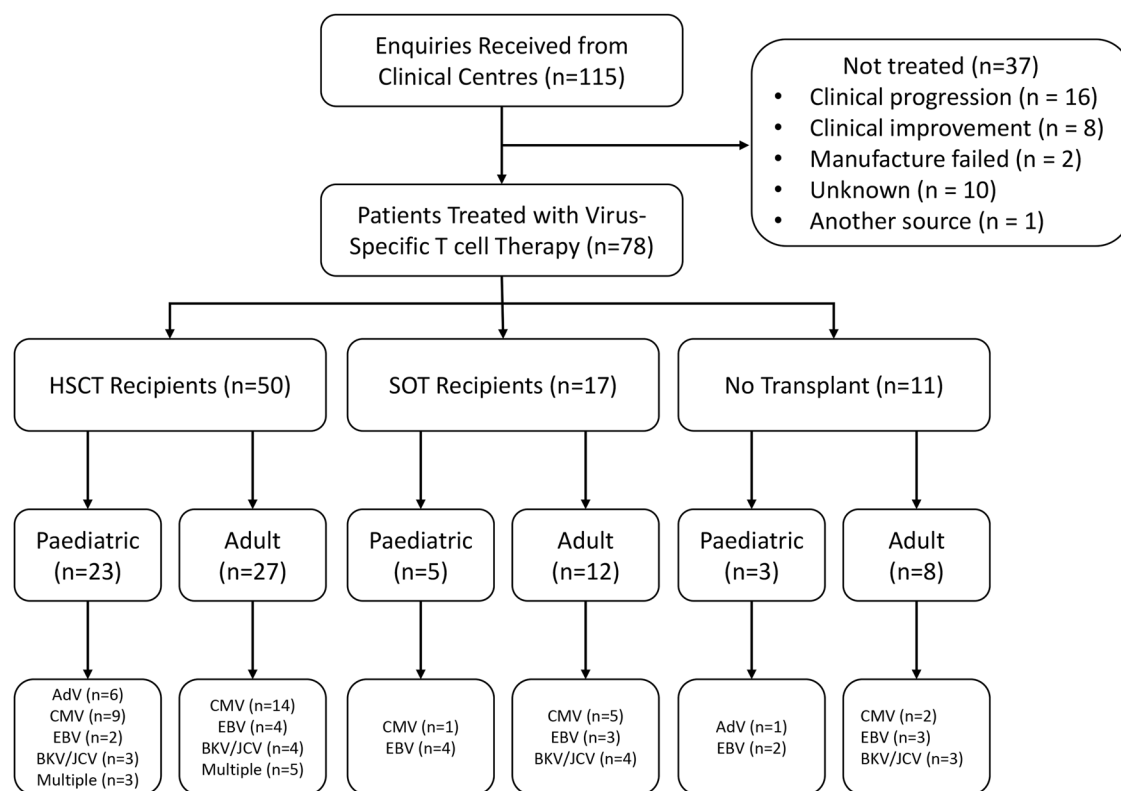 Enquiries Received from
Clinical Centres (n=115)
Not treated (n=37)
• Clinical progression (n = 16)
• Clinical improvement (n = 8)
• Manufacture failed (n = 2)
• Unknown (n = 10)
• Another source (n = 1)
Patients Treated with Virus-
Specific T cell Therapy (n=78)
HSCT Recipients (n=50)
SOT Recipients (n=17)
No Transplant (n=11)
Paediatric
(n=23)
Adult
(n=27)
Paediatric
(n=5)
Adult
(n=12)
Paediatric
(n=3)
Adult
(n=8)
AdV (n=6)
CMV (n=9)
EBV (n=2)
BKV/JCV (n=3)
Multiple (n=3)
CMV (n=14)
EBV (n=4)
BKV/JCV (n=4)
Multiple (n=5)
CMV (n=1)
EBV (n=4)
CMV (n=5)
EBV (n=3)
BKV/JCV (n=4)
AdV (n=1)
EBV (n=2)
CMV (n=2)
EBV (n=3)
BKV/JCV (n=3)